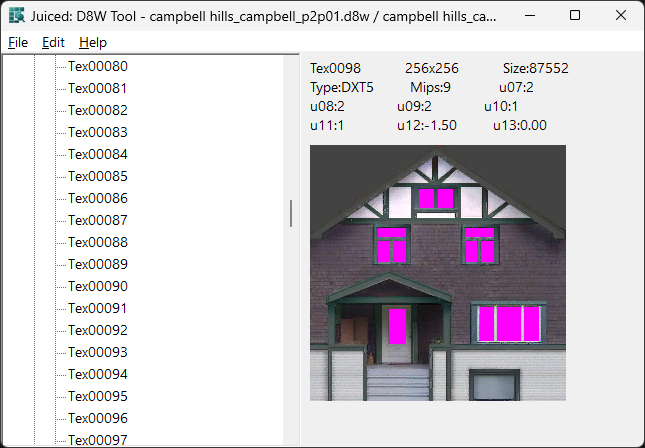 Juiced: D8W Tool - campbell hills_campbell_p2p01.d8w / campbell hills_ca...
File Edit Help
Tex00080
Tex00081
Tex00082
Tex00083
Tex00084
Tex00085
Tex00086
Tex00087
Tex00088
Tex00089
Tex00090
Tex00091
Tex00092
Tex00093
Tex00094
Tex00095
Tex00096
Tex00097
Tex0098 256x256 Size:87552
Type:DXT5 Mips:9 u07:2
u08:2 u09:2 u10:1
u11:1 u12:-1.50 u13:0.00